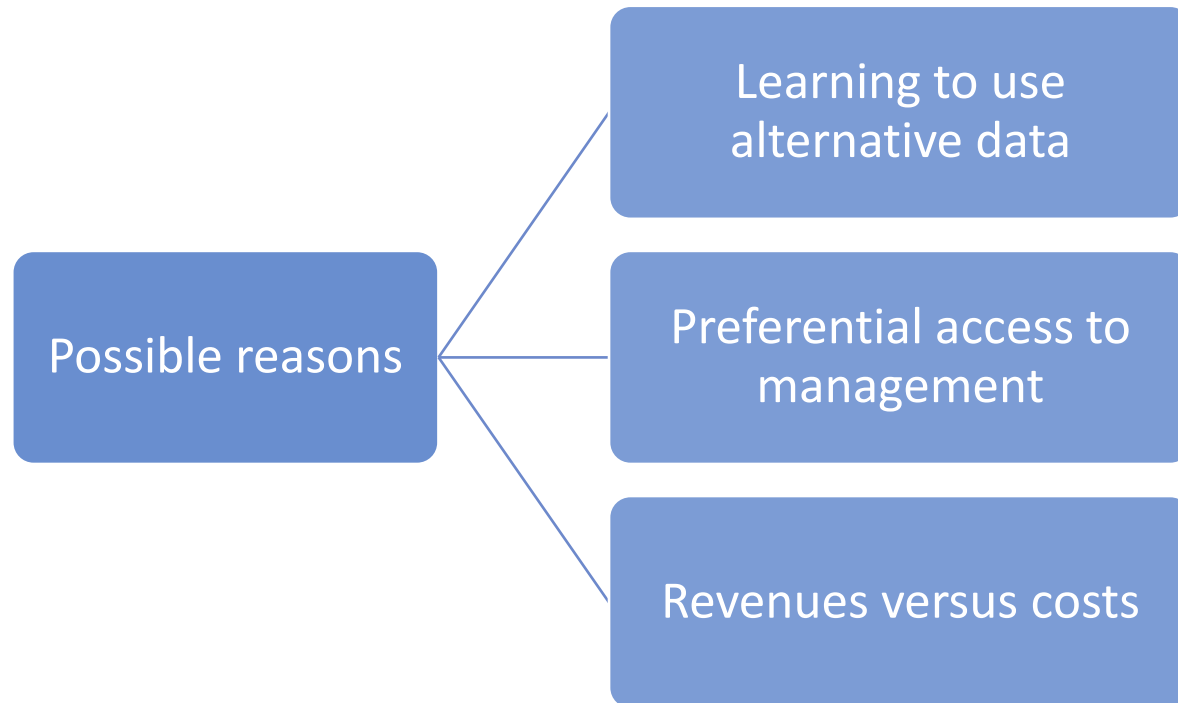 Possible reasons
Learning to use
alternative data
Preferential access to
management
Revenues versus costs